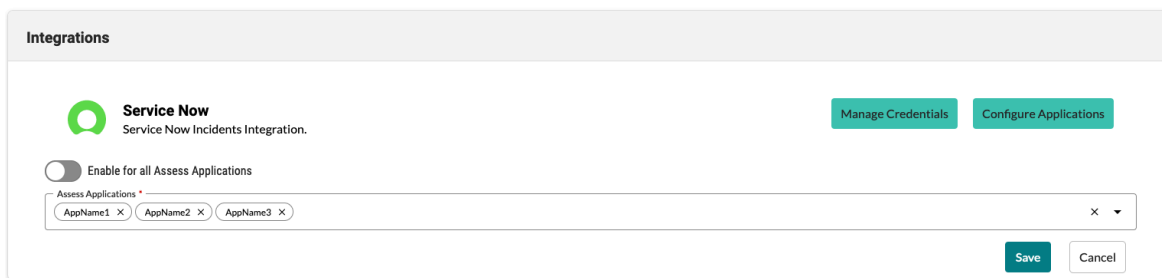 Integrations
Service Now
Service Now Incidents Integration.
Manage Credentials
Configure Applications
Enable for all Assess Applications
Assess Applications *
AppName1 × AppName2 × AppName3 ×
Save
Cancel